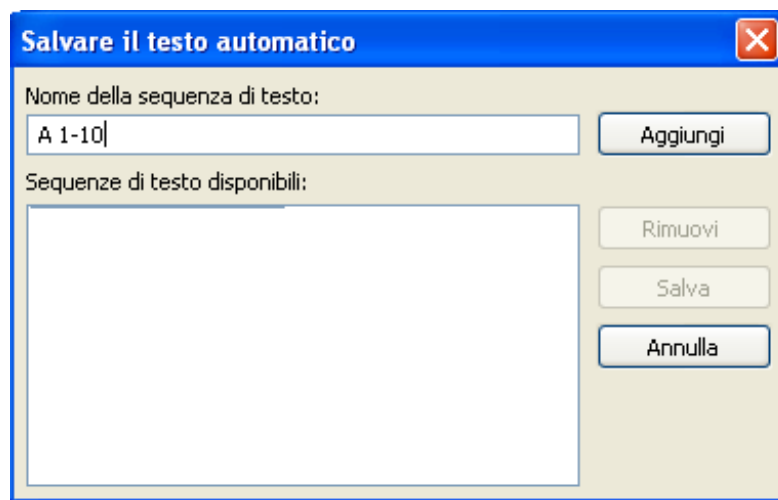 Salvare il testo automatico
Nome della sequenza di testo:
A 1-10
Aggiungi
Sequenze di testo disponibili:
Rimuovi
Salva
Annulla